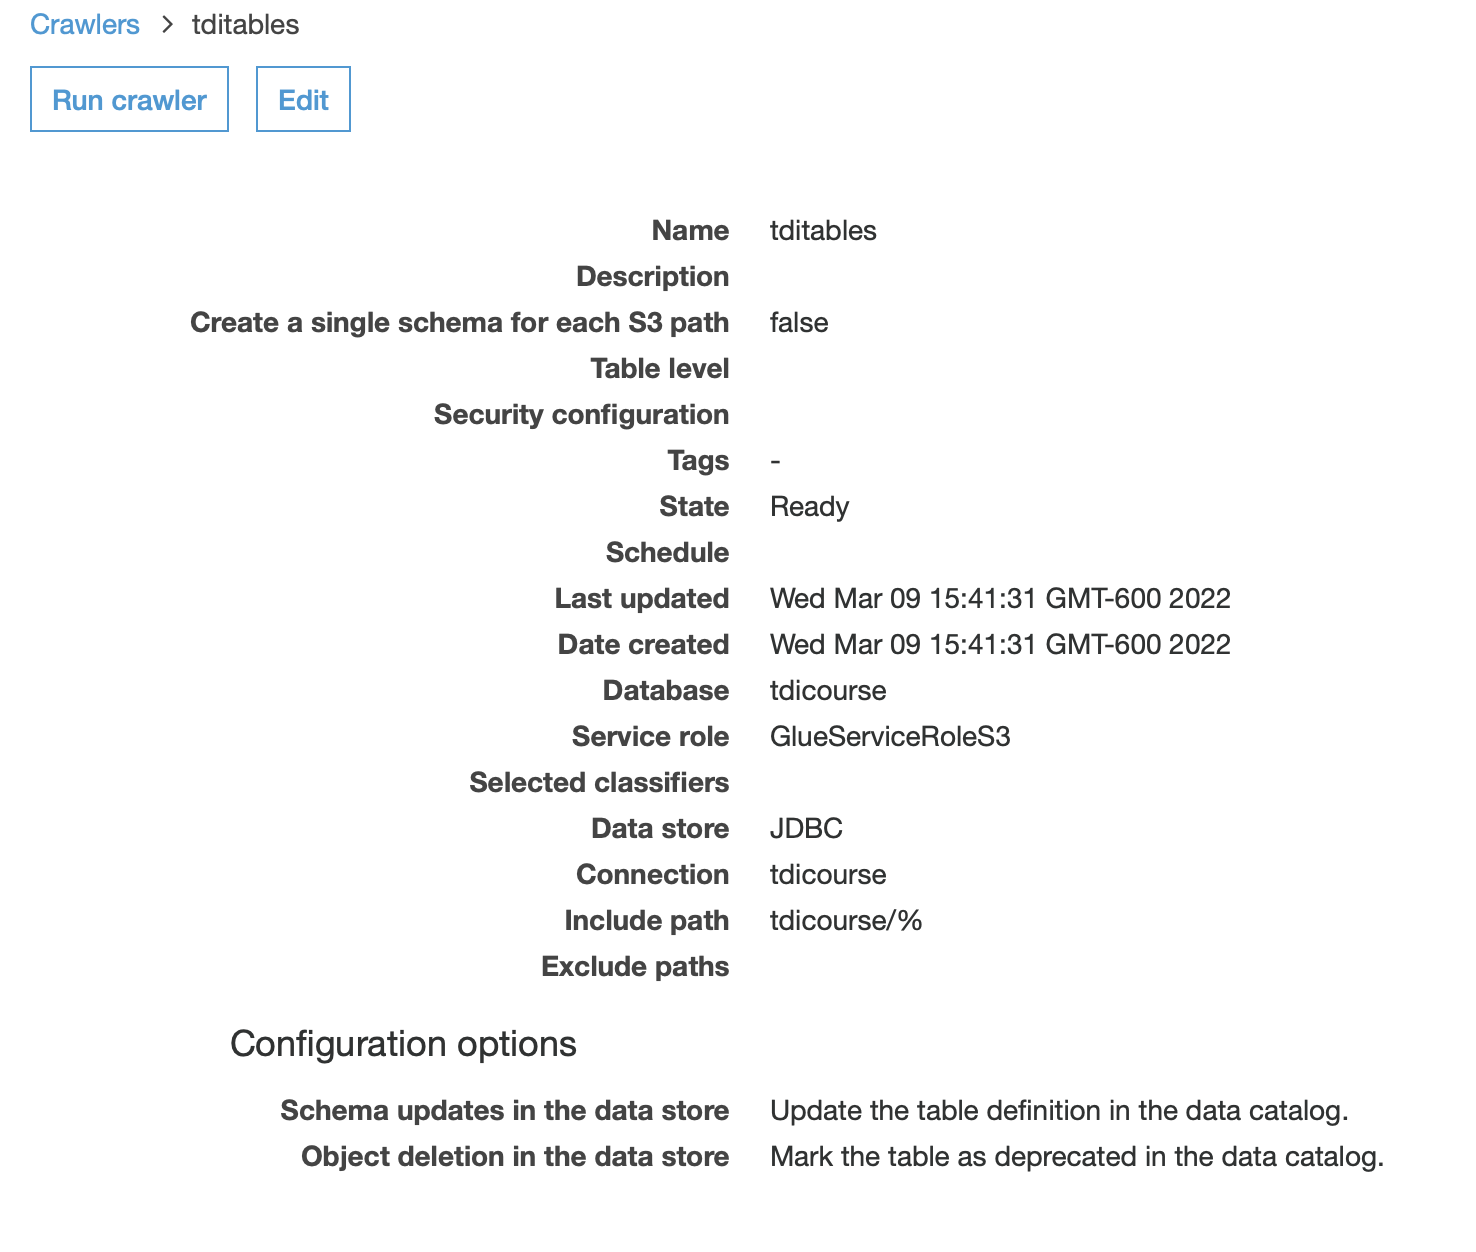 Crawlers > tditables
Run crawler Edit
Name tditables
Description
Create a single schema for each S3 path false
Table level
Security configuration
Tags -
State Ready
Schedule
Last updated Wed Mar 09 15:41:31 GMT-600 2022
Date created Wed Mar 09 15:41:31 GMT-600 2022
Database tdicourse
Service role GlueServiceRoleS3
Selected classifiers
Data store JDBC
Connection tdicourse
Include path tdicourse/%
Exclude paths
Configuration options
Schema updates in the data store Update the table definition in the data catalog.
Object deletion in the data store Mark the table as deprecated in the data catalog.